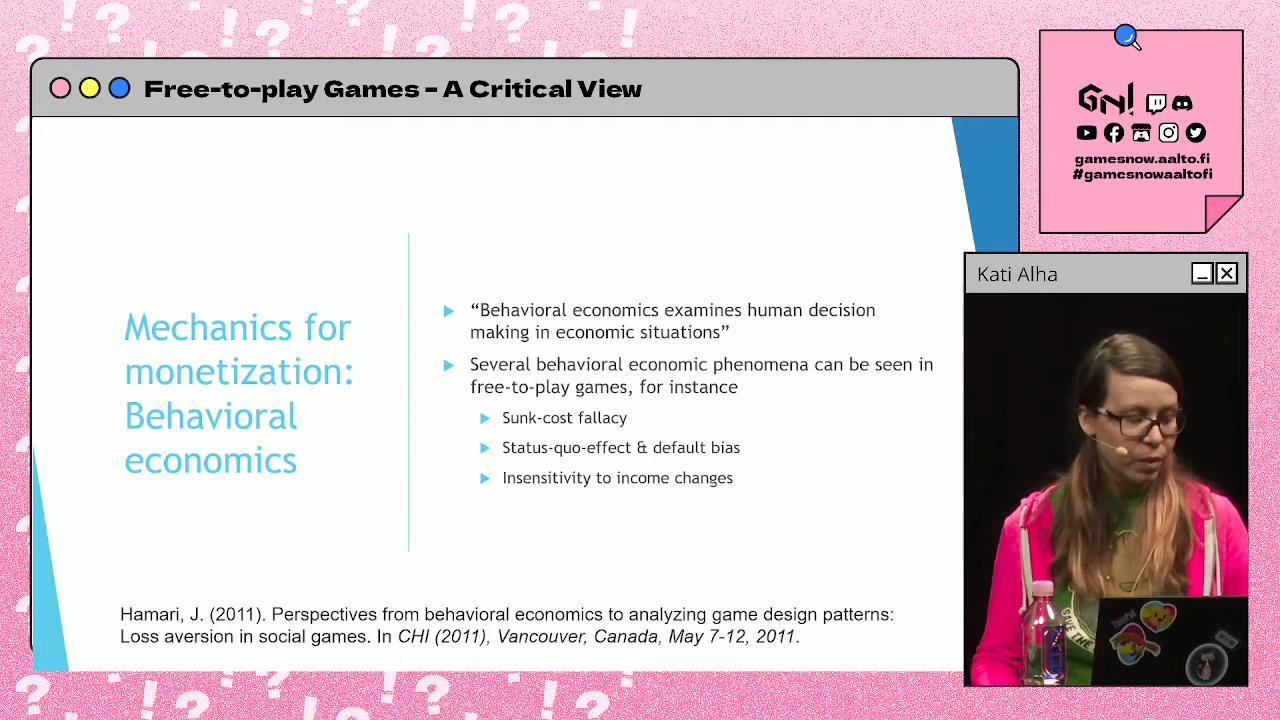 Free-to-play Games – A Critical View
GN!
gamesnow.aalto.fi
#gamesnowaaltofi
Kati Alha
Mechanics for
monetization:
Behavioral
economics
“Behavioral economics examines human decision
making in economic situations”
Several behavioral economic phenomena can be seen in
free-to-play games, for instance
Sunk-cost fallacy
Status-quo-effect & default bias
Insensitivity to income changes
Hamari, J. (2011). Perspectives from behavioral economics to analyzing game design patterns:
Loss aversion in social games. In CHI (2011), Vancouver, Canada, May 7-12, 2011.
SAVE THE